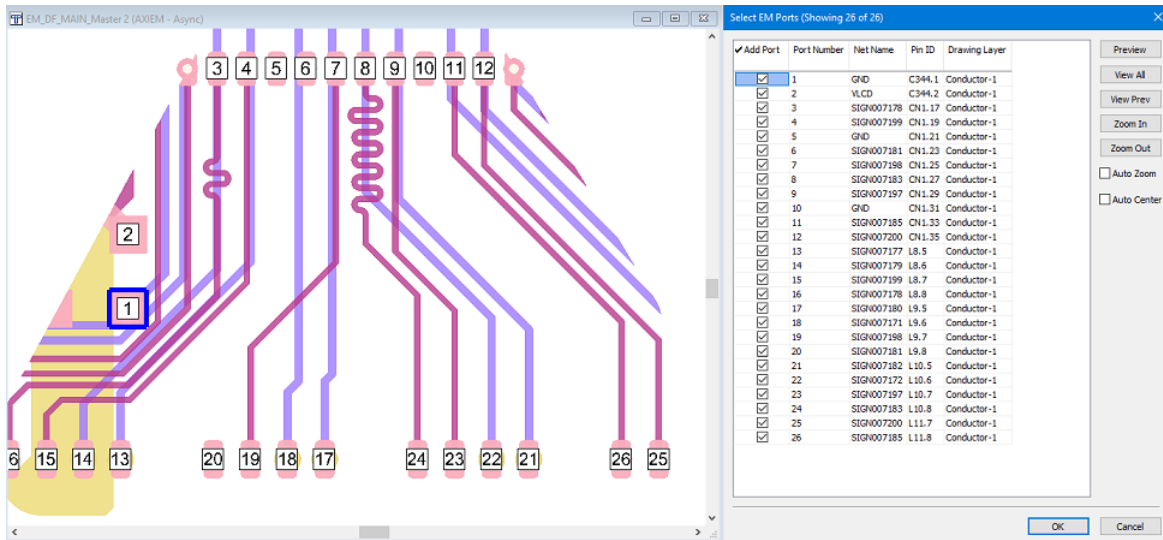 EM_DF_MAIN_Master 2 (AXIEM - Async)
3 4 5 6 7 8 9 10 11 12
2
1
6 15 14 13 20 19 18 17 24 23 22 21 26 25
Select EM Ports (Showing 26 of 26)
Add Port Port Number Net Name Pin ID Drawing Layer
1 GND C344.1 Conductor-1
2 VLCD C344.2 Conductor-1
3 SIGN007178 CN1.17 Conductor-1
4 SIGN007199 CN1.19 Conductor-1
5 GND CN1.21 Conductor-1
6 SIGN007181 CN1.23 Conductor-1
7 SIGN007198 CN1.25 Conductor-1
8 SIGN007183 CN1.27 Conductor-1
9 SIGN007197 CN1.29 Conductor-1
10 GND CN1.31 Conductor-1
11 SIGN007185 CN1.33 Conductor-1
12 SIGN007200 CN1.35 Conductor-1
13 SIGN007177 L8.5 Conductor-1
14 SIGN007179 L8.6 Conductor-1
15 SIGN007199 L8.7 Conductor-1
16 SIGN007178 L8.8 Conductor-1
17 SIGN007180 L9.5 Conductor-1
18 SIGN007171 L9.6 Conductor-1
19 SIGN007198 L9.7 Conductor-1
20 SIGN007181 L9.8 Conductor-1
21 SIGN007182 L10.5 Conductor-1
22 SIGN007172 L10.6 Conductor-1
23 SIGN007197 L10.7 Conductor-1
24 SIGN007183 L10.8 Conductor-1
25 SIGN007200 L11.7 Conductor-1
26 SIGN007185 L11.8 Conductor-1
Preview
View All
View Prev
Zoom In
Zoom Out
Auto Zoom
Auto Center
OK Cancel